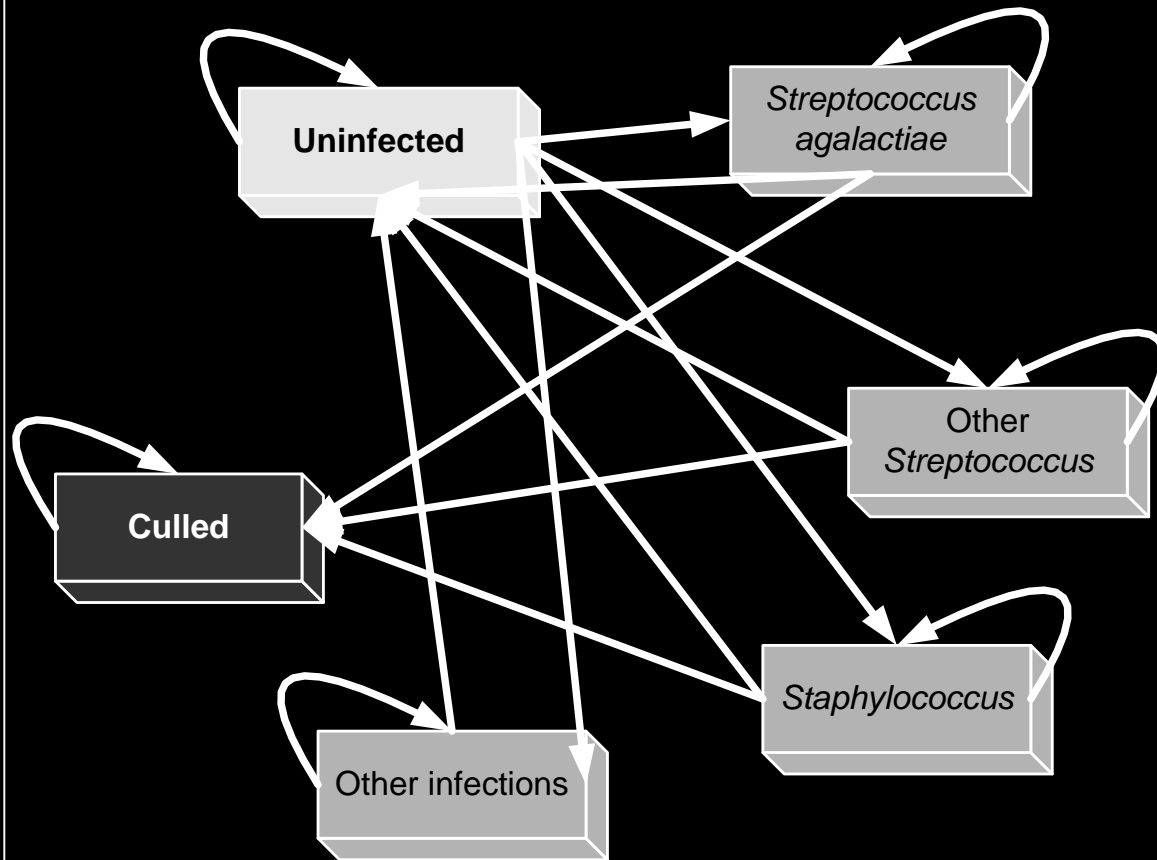 Uninfected
Streptococcus
agalactiae
Other
Streptococcus
Culled
Staphylococcus
Other infections